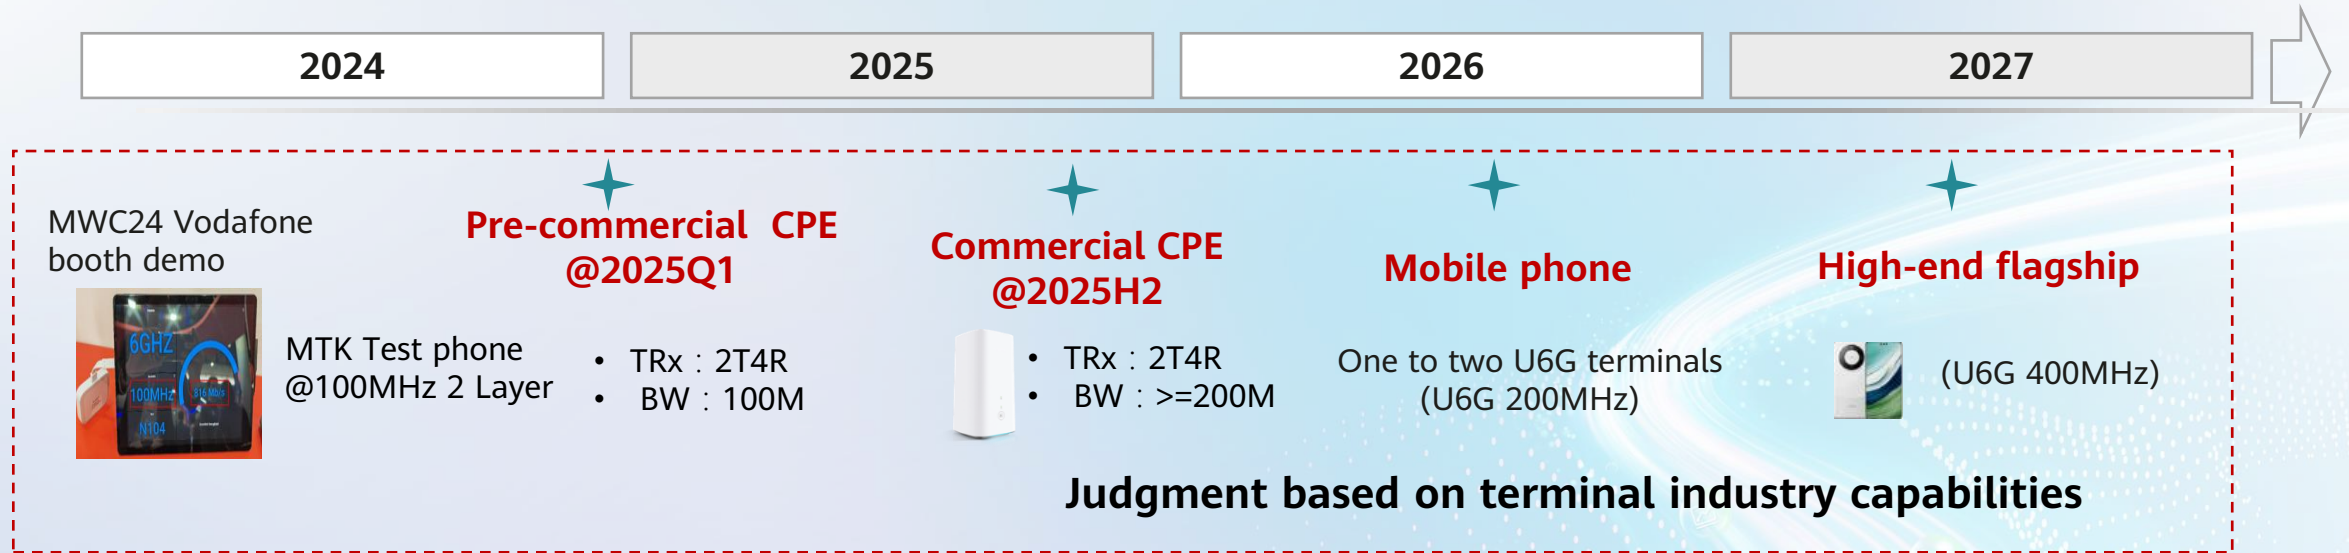 2024
2025
2026
2027
MWC24 Vodafone
booth demo
6GHZ
100MHz
816 Mb/s
N104
MTK Test phone
@100MHz 2 Layer
Pre-commercial CPE
@2025Q1
• TRx : 2T4R
• BW : 100M
Commercial CPE
@2025H2
• TRx : 2T4R
• BW : >=200M
Mobile phone
One to two U6G terminals
(U6G 200MHz)
High-end flagship
(U6G 400MHz)
Judgment based on terminal industry capabilities